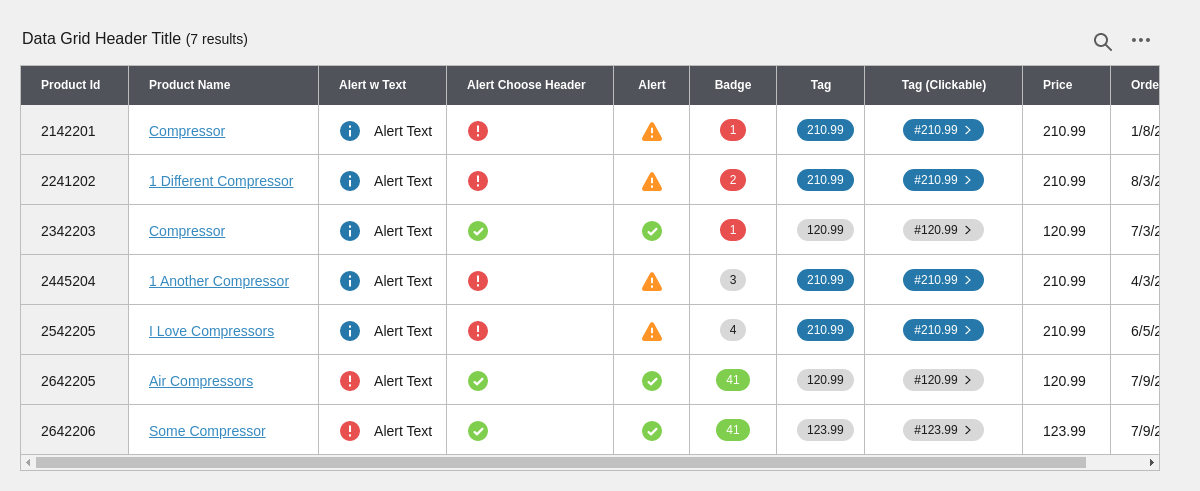 Data Grid Header Title (7 results)
Product Id Product Name Alert w Text Alert Choose Header Alert Badge Tag Tag (Clickable) Price Orde
2142201 Compressor Alert Text 1 210.99 #210.99 210.99 1/8/2
2241202 1 Different Compressor Alert Text 2 210.99 #210.99 210.99 8/3/2
2342203 Compressor Alert Text 1 120.99 #120.99 120.99 7/3/2
2445204 1 Another Compressor Alert Text 3 210.99 #210.99 210.99 4/3/2
2542205 I Love Compressors Alert Text 4 210.99 #210.99 210.99 6/5/2
2642205 Air Compressors Alert Text 41 120.99 #120.99 120.99 7/9/2
2642206 Some Compressor Alert Text 41 123.99 #123.99 123.99 7/9/2